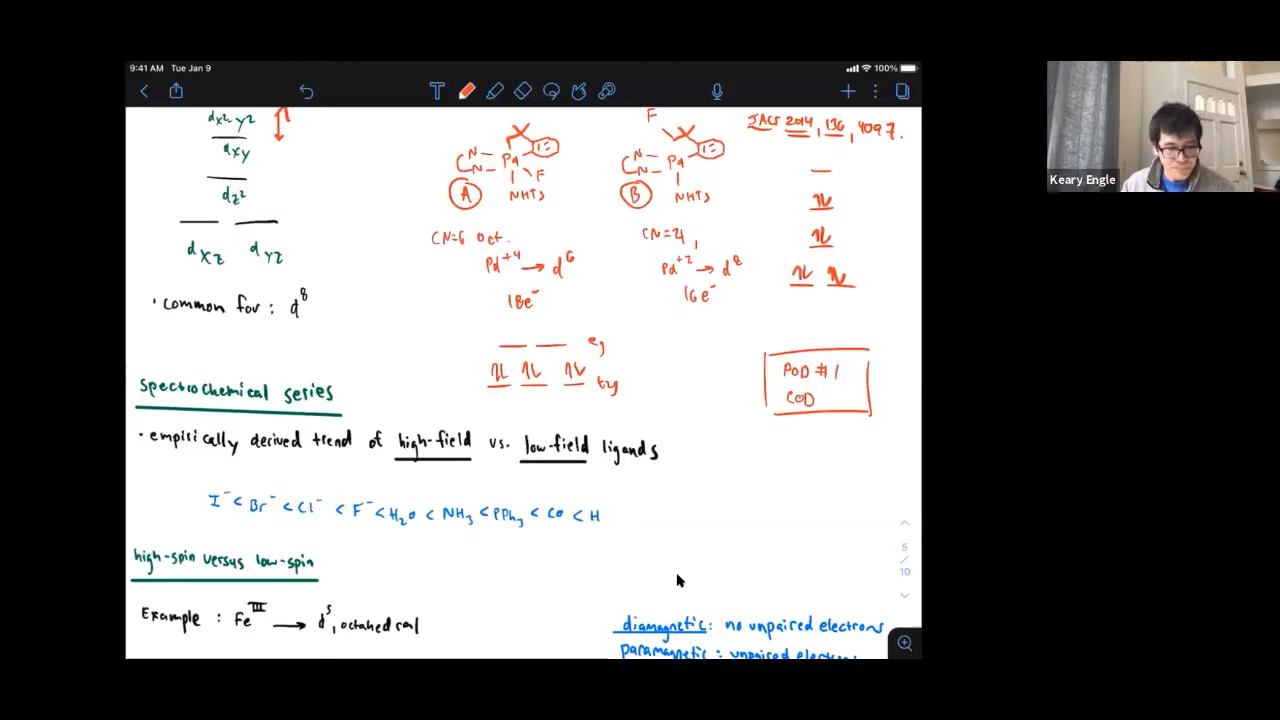 9:41 AM Tue Jan 9
100%
dx² y²
dxy
dz²
dxz dyz
• common for: d⁸
F
C N N Pd F
NHTs
A
C N N Pd
NHTs
B
JACS 2014, 136, 4097.
CN=6 Oct.
Pd⁺⁴ → d⁶
18e⁻
CN=4,
Pd⁺² → d⁸
16e⁻
eg
t2g
POD #1
COD
spectrochemical series
• empirically derived trend of high-field vs. low-field ligands
I⁻ < Br⁻ < Cl⁻ < F⁻ < H₂O < NH₃ < PPh₃ < CO < H
high-spin versus low-spin
Example: Fe III → d⁵, octahedral
diamagnetic: no unpaired electrons
paramagnetic: unpaired
5
/
10
Keary Engle